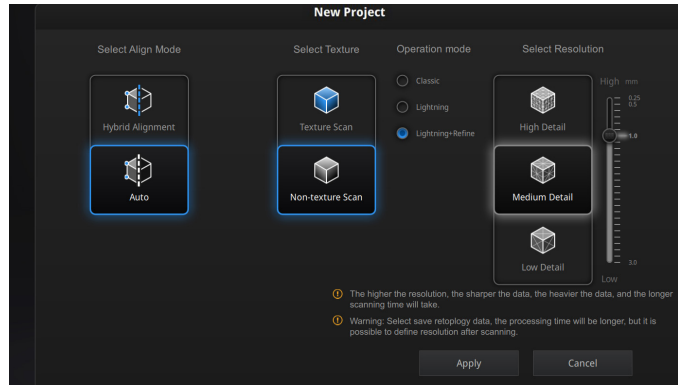 New Project
Select Align Mode
Select Texture
Operation mode
Select Resolution
Hybrid Alignment
Auto
Texture Scan
Non-texture Scan
Classic
Lightning
Lightning+Refine
High Detail
Medium Detail
Low Detail
High mm
0.25
0.5
1.0
3.0
Low
The higher the resolution, the sharper the data, the heavier the data, and the longer
scanning time will take.
Warning: Select save retoplogy data, the processing time will be longer, but it is
possible to define resolution after scanning.
Apply
Cancel